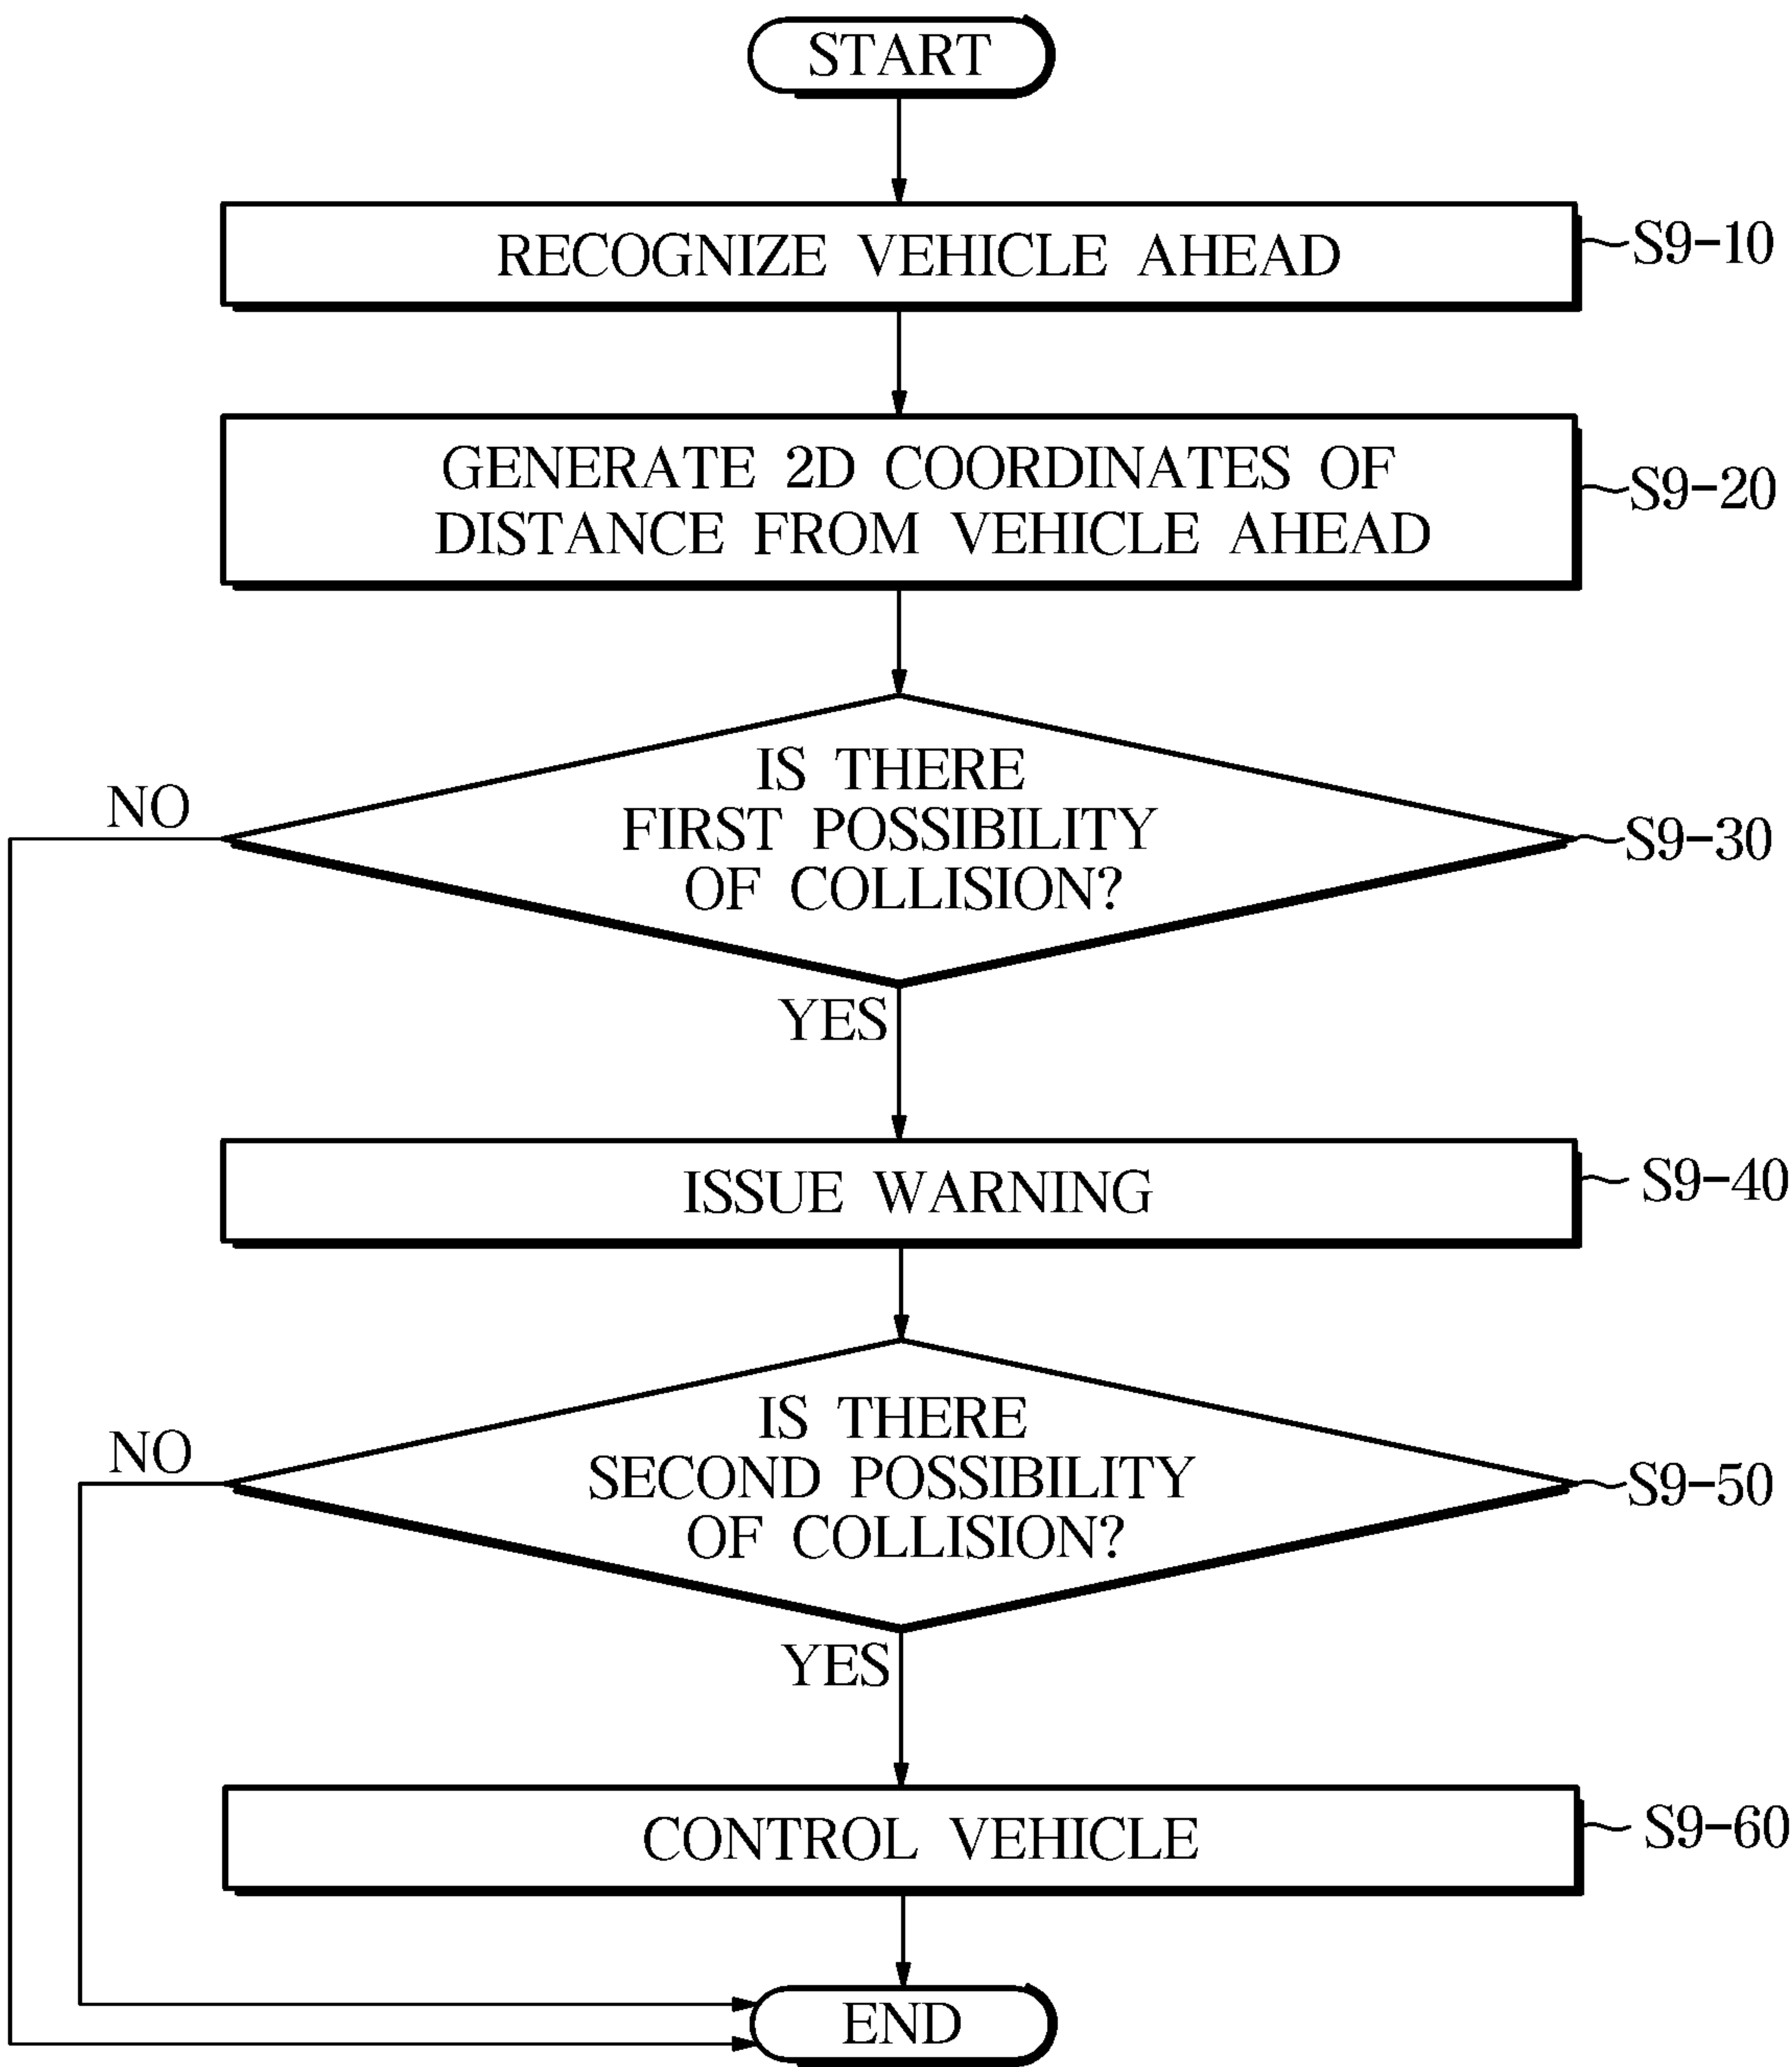 START
RECOGNIZE VEHICLE AHEAD
S9-10
GENERATE 2D COORDINATES OF
DISTANCE FROM VEHICLE AHEAD
S9-20
IS THERE
FIRST POSSIBILITY
OF COLLISION?
NO
S9-30
YES
ISSUE WARNING
S9-40
IS THERE
SECOND POSSIBILITY
OF COLLISION?
NO
S9-50
YES
CONTROL VEHICLE
S9-60
END